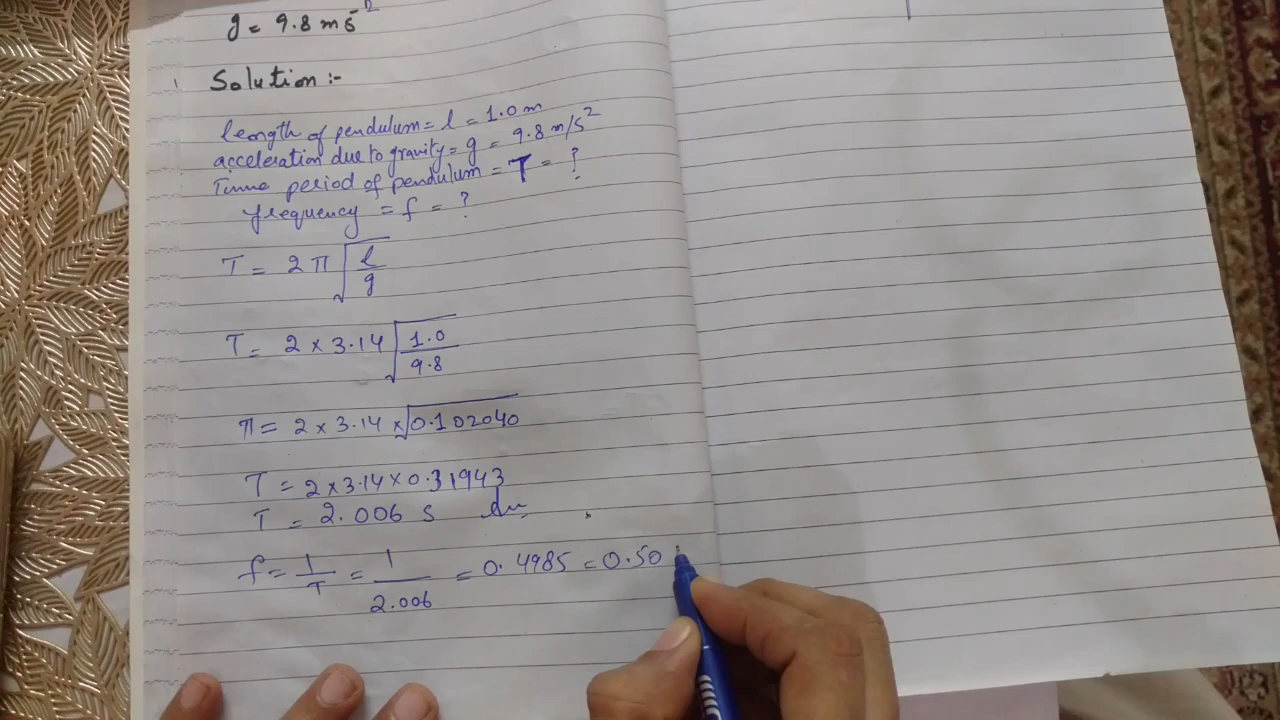 g = 9.8 ms⁻²
Solution :-
length of pendulum = l = 1.0 m
acceleration due to gravity = g = 9.8 m/s²
Time period of pendulum = T = ?
frequency = f = ?
T = 2π√(l/g)
T = 2 × 3.14 √(1.0/9.8)
π = 2 × 3.14 × √0.102040
T = 2 × 3.14 × 0.31943
T = 2.006 s
f = 1/T = 1/2.006 = 0.4985 = 0.50